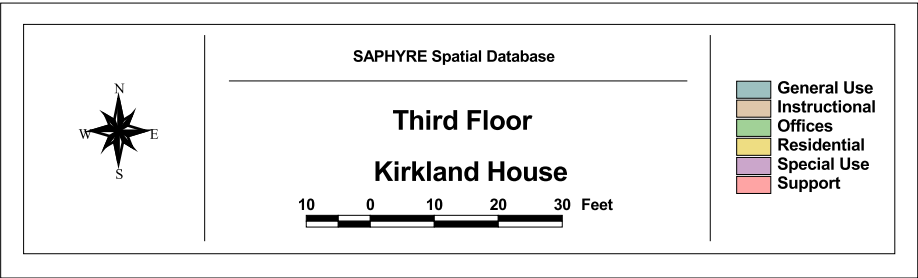 N
W E
S
SAPHYRE Spatial Database
Third Floor
Kirkland House
10 0 10 20 30 Feet
General Use
Instructional
Offices
Residential
Special Use
Support